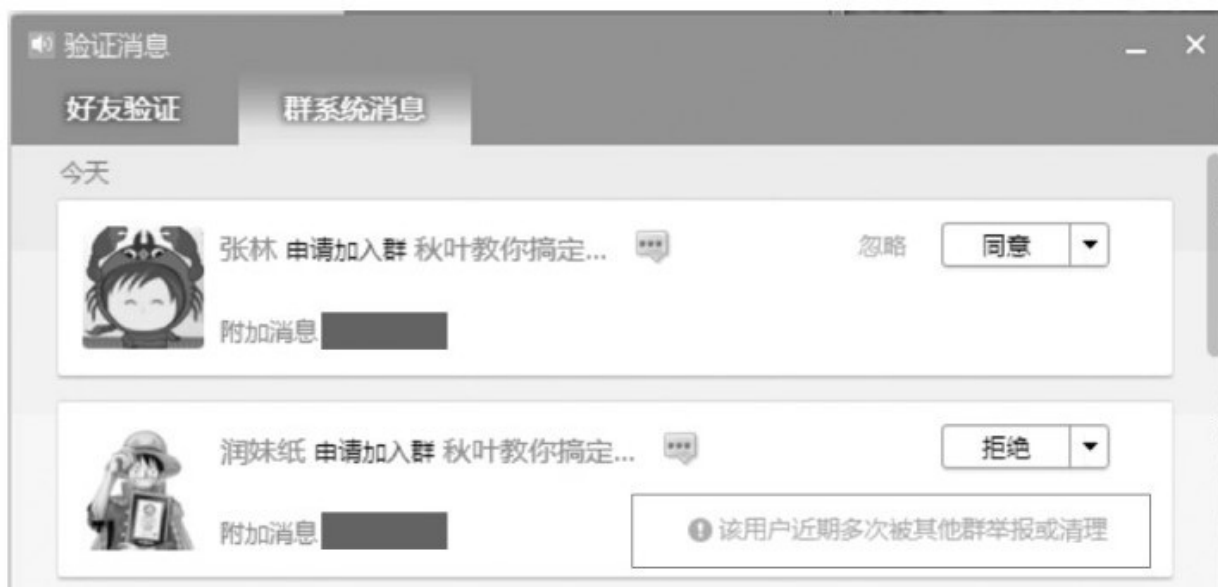 验证消息
好友验证 群系统消息
今天
张林 申请加入群 秋叶教你搞定... 忽略 同意
附加消息
润妹纸 申请加入群 秋叶教你搞定... 拒绝
附加消息 该用户近期多次被其他群举报或清理